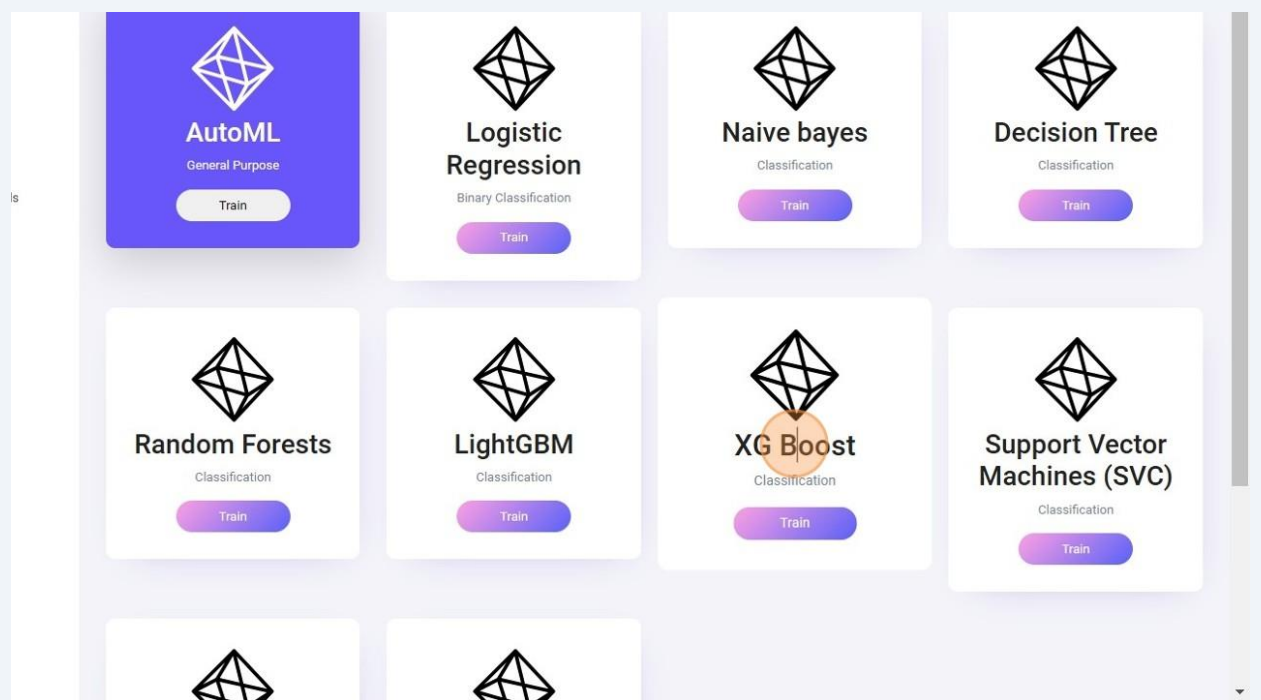 AutoML
General Purpose
Train
Logistic
Regression
Binary Classification
Train
Naive bayes
Classification
Train
Decision Tree
Classification
Train
ls
Random Forests
Classification
Train
LightGBM
Classification
Train
XG Boost
Classification
Train
Support Vector
Machines (SVC)
Classification
Train